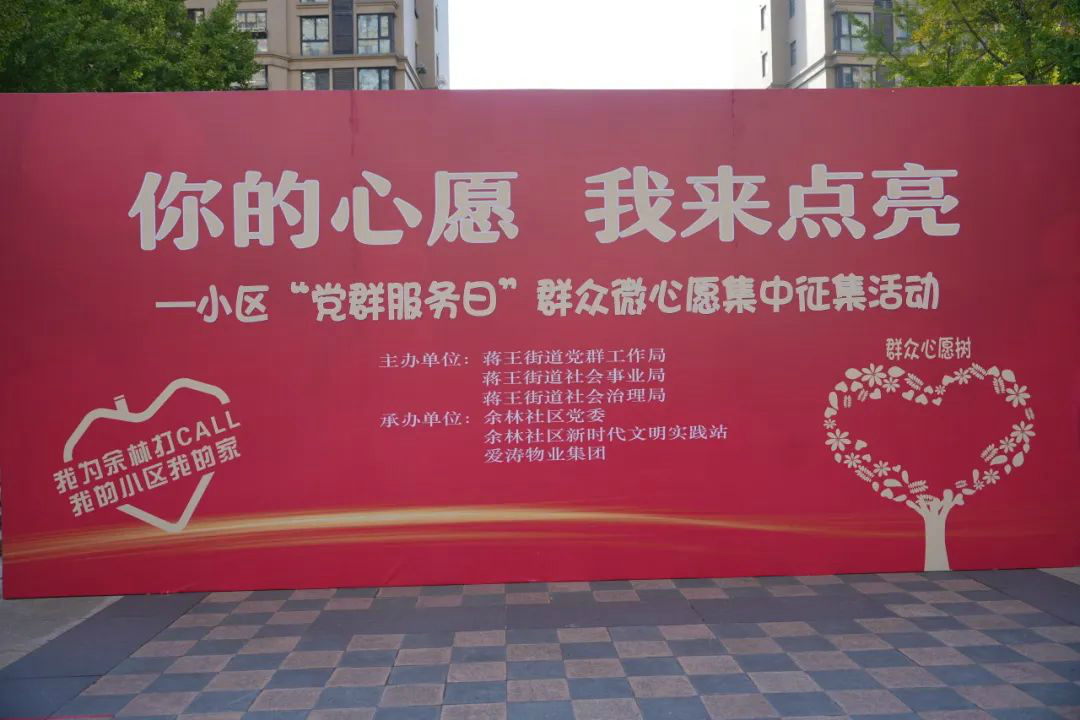 你的心愿 我来点亮
—小区“党群服务日”群众微心愿集中征集活动
主办单位：蒋王街道党群工作局
蒋王街道社会事业局
蒋王街道社会治理局
承办单位：余林社区党委
余林社区新时代文明实践站
爱涛物业集团
群众心愿树
我为余林打CALL
我的小区我的家